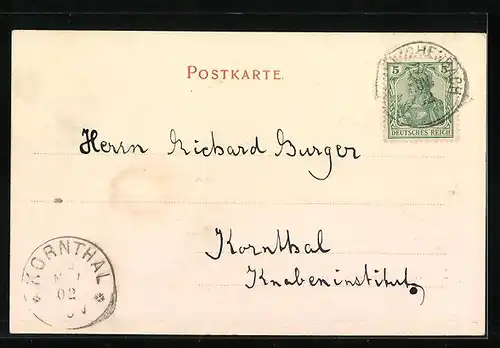 POSTKARTE.
5 5
DEUTSCHES REICH
Herrn Richard Burger
Kornthal
Knabeninstitut.
KORNTHAL
02